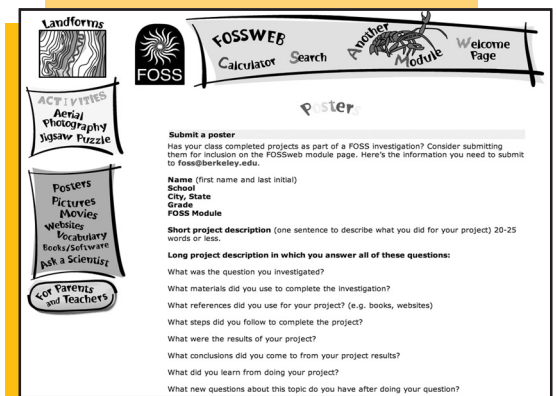 Landforms
ACTIVITIES
Aerial
Photography
Jigsaw Puzzle
Posters
Pictures
Movies
Websites
Vocabulary
Books/Software
Ask a Scientist
For Parents
and Teachers
FOSS
FOSSWEB
Calculator
Search
Another
Module
Welcome
Page
Posters
Submit a poster
Has your class completed projects as part of a FOSS investigation? Consider submitting
them for inclusion on the FOSSweb module page. Here's the information you need to submit
to foss@berkeley.edu.
Name (first name and last initial)
School
City, State
Grade
FOSS Module
Short project description (one sentence to describe what you did for your project) 20-25
words or less.
Long project description in which you answer all of these questions:
What was the question you investigated?
What materials did you use to complete the investigation?
What references did you use for your project? (e.g. books, websites)
What steps did you follow to complete the project?
What were the results of your project?
What conclusions did you come to from your project results?
What did you learn from doing your project?
What new questions about this topic do you have after doing your question?